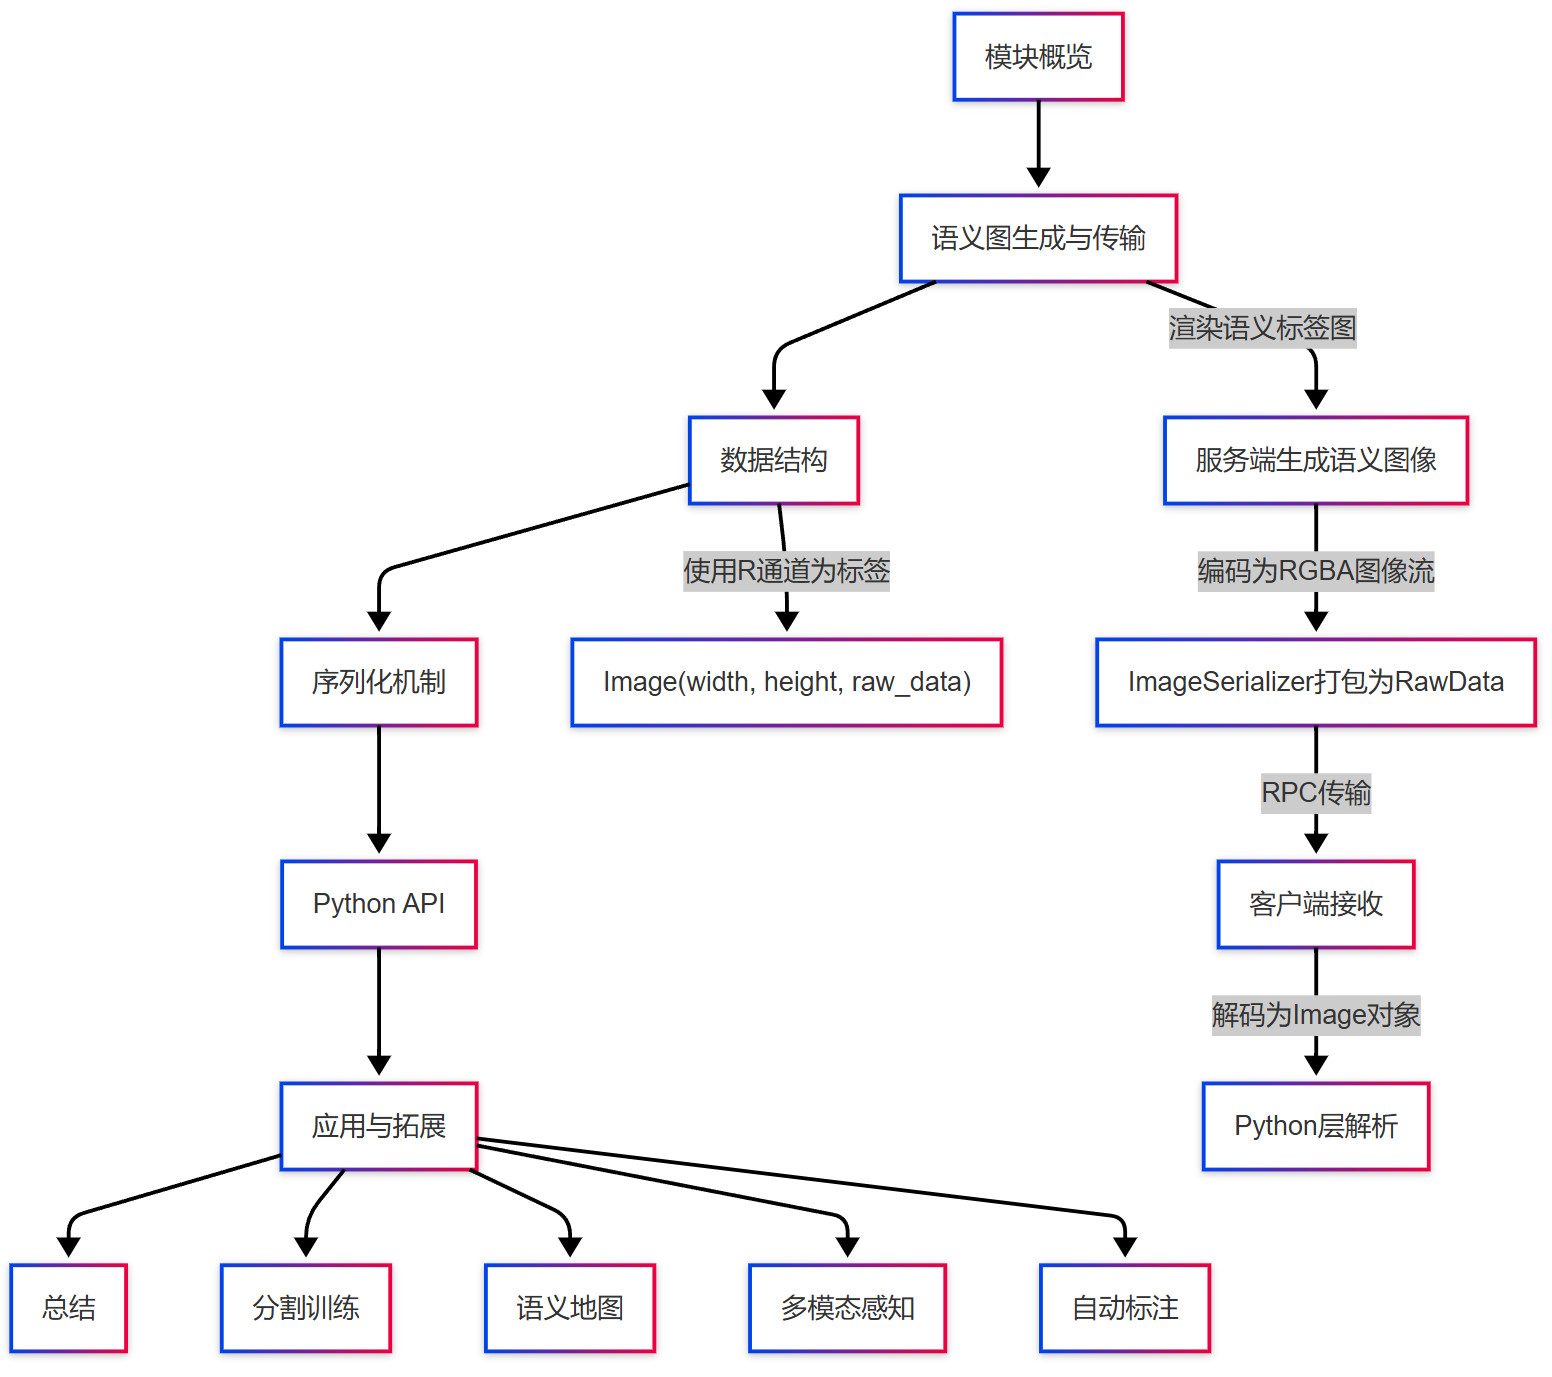 模块概览
语义图生成与传输
渲染语义标签图
数据结构
服务端生成语义图像
使用R通道为标签
编码为RGBA图像流
序列化机制
Image(width, height, raw_data)
ImageSerializer打包为RawData
RPC传输
Python API
客户端接收
解码为Image对象
应用与拓展
Python层解析
总结
分割训练
语义地图
多模态感知
自动标注